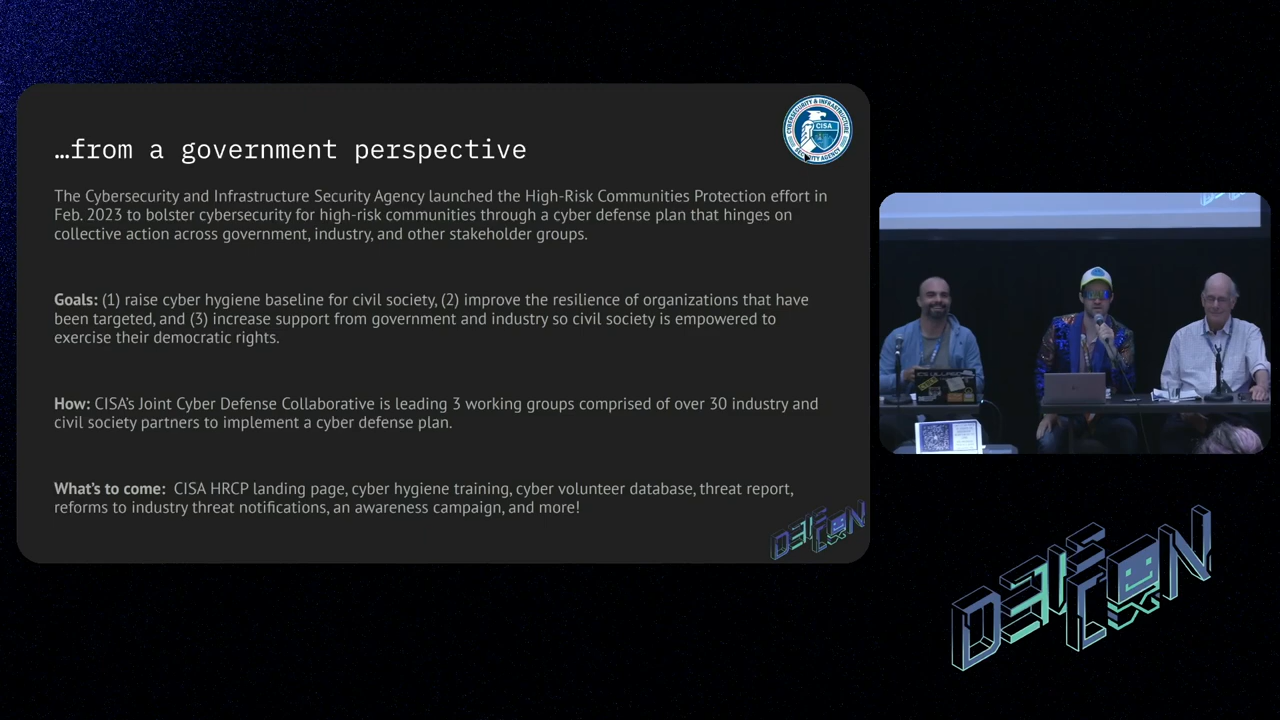 …from a government perspective
CYBERSECURITY & INFRASTRUCTURE
CISA
SECURITY AGENCY
The Cybersecurity and Infrastructure Security Agency launched the High-Risk Communities Protection effort in
Feb. 2023 to bolster cybersecurity for high-risk communities through a cyber defense plan that hinges on
collective action across government, industry, and other stakeholder groups.
Goals: (1) raise cyber hygiene baseline for civil society, (2) improve the resilience of organizations that have
been targeted, and (3) increase support from government and industry so civil society is empowered to
exercise their democratic rights.
How: CISA’s Joint Cyber Defense Collaborative is leading 3 working groups comprised of over 30 industry and
civil society partners to implement a cyber defense plan.
What’s to come:  CISA HRCP landing page, cyber hygiene training, cyber volunteer database, threat report,
reforms to industry threat notifications, an awareness campaign, and more!
DEF CON
DEF CON